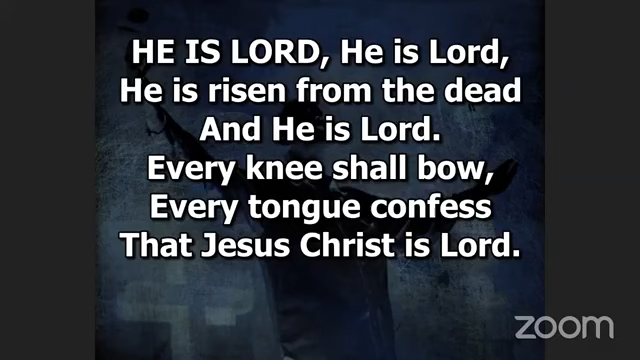 HE IS LORD, He is Lord,
He is risen from the dead
And He is Lord.
Every knee shall bow,
Every tongue confess
That Jesus Christ is Lord.
zoom